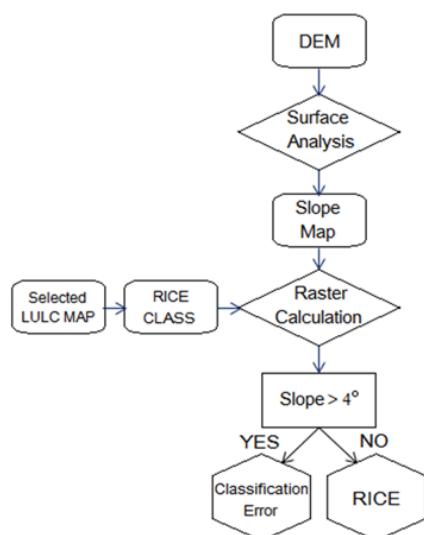 DEM
Surface
Analysis
Slope
Map
Selected
LULC MAP
RICE
CLASS
Raster
Calculation
Slope > 4°
YES
NO
Classification
Error
RICE